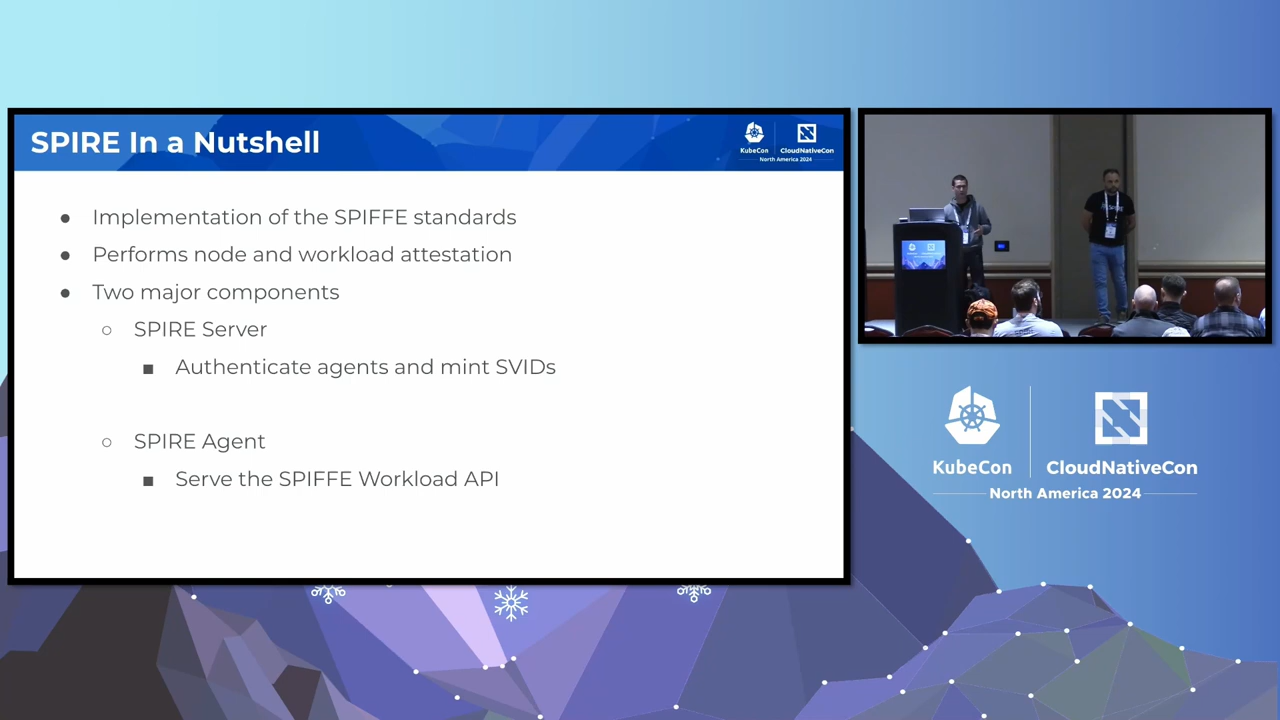 SPIRE In a Nutshell
KubeCon
CloudNativeCon
North America 2024
● Implementation of the SPIFFE standards
● Performs node and workload attestation
● Two major components
○ SPIRE Server
■ Authenticate agents and mint SVIDs
○ SPIRE Agent
■ Serve the SPIFFE Workload API
KubeCon
CloudNativeCon
North America 2024